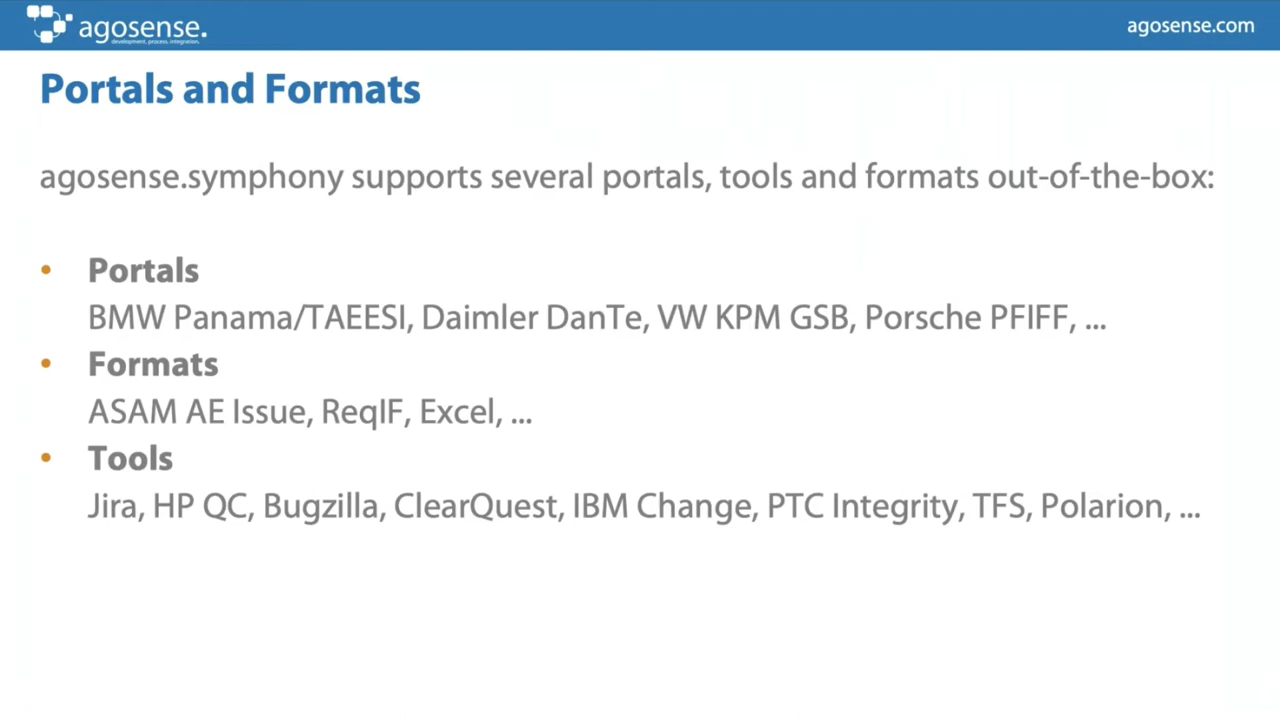 agosense.
development, process, integration.
agosense.com
Portals and Formats
agosense.symphony supports several portals, tools and formats out-of-the-box:
• Portals
BMW Panama/TAEESI, Daimler DanTe, VW KPM GSB, Porsche PFIFF, ...
• Formats
ASAM AE Issue, ReqIF, Excel, ...
• Tools
Jira, HP QC, Bugzilla, ClearQuest, IBM Change, PTC Integrity, TFS, Polarion, ...